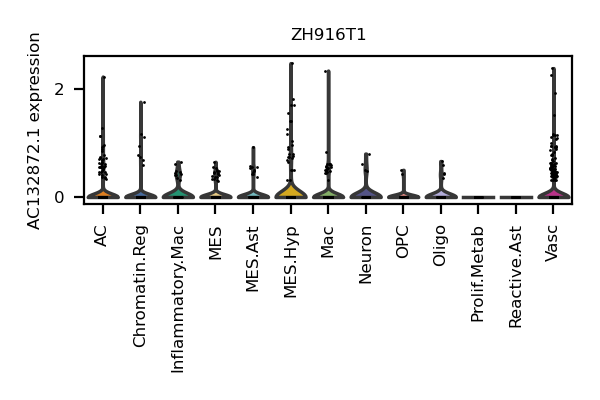 ZH916T1
AC132872.1 expression
2
0
AC
Chromatin.Reg
Inflammatory.Mac
MES
MES.Ast
MES.Hyp
Mac
Neuron
OPC
Oligo
Prolif.Metab
Reactive.Ast
Vasc